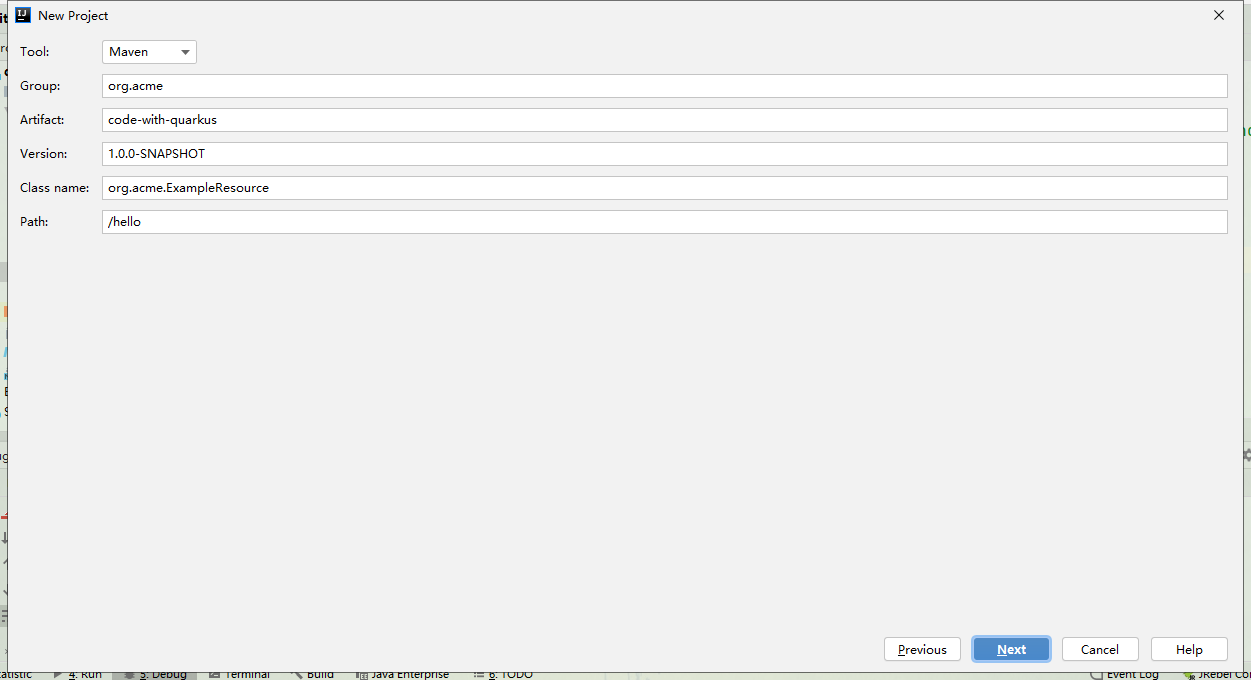 New Project
Tool: Maven
Group: org.acme
Artifact: code-with-quarkus
Version: 1.0.0-SNAPSHOT
Class name: org.acme.ExampleResource
Path: /hello
Previous Next Cancel Help
4: Run 5: Debug Terminal Build Java Enterprise 6: TODO Event Log JRebel